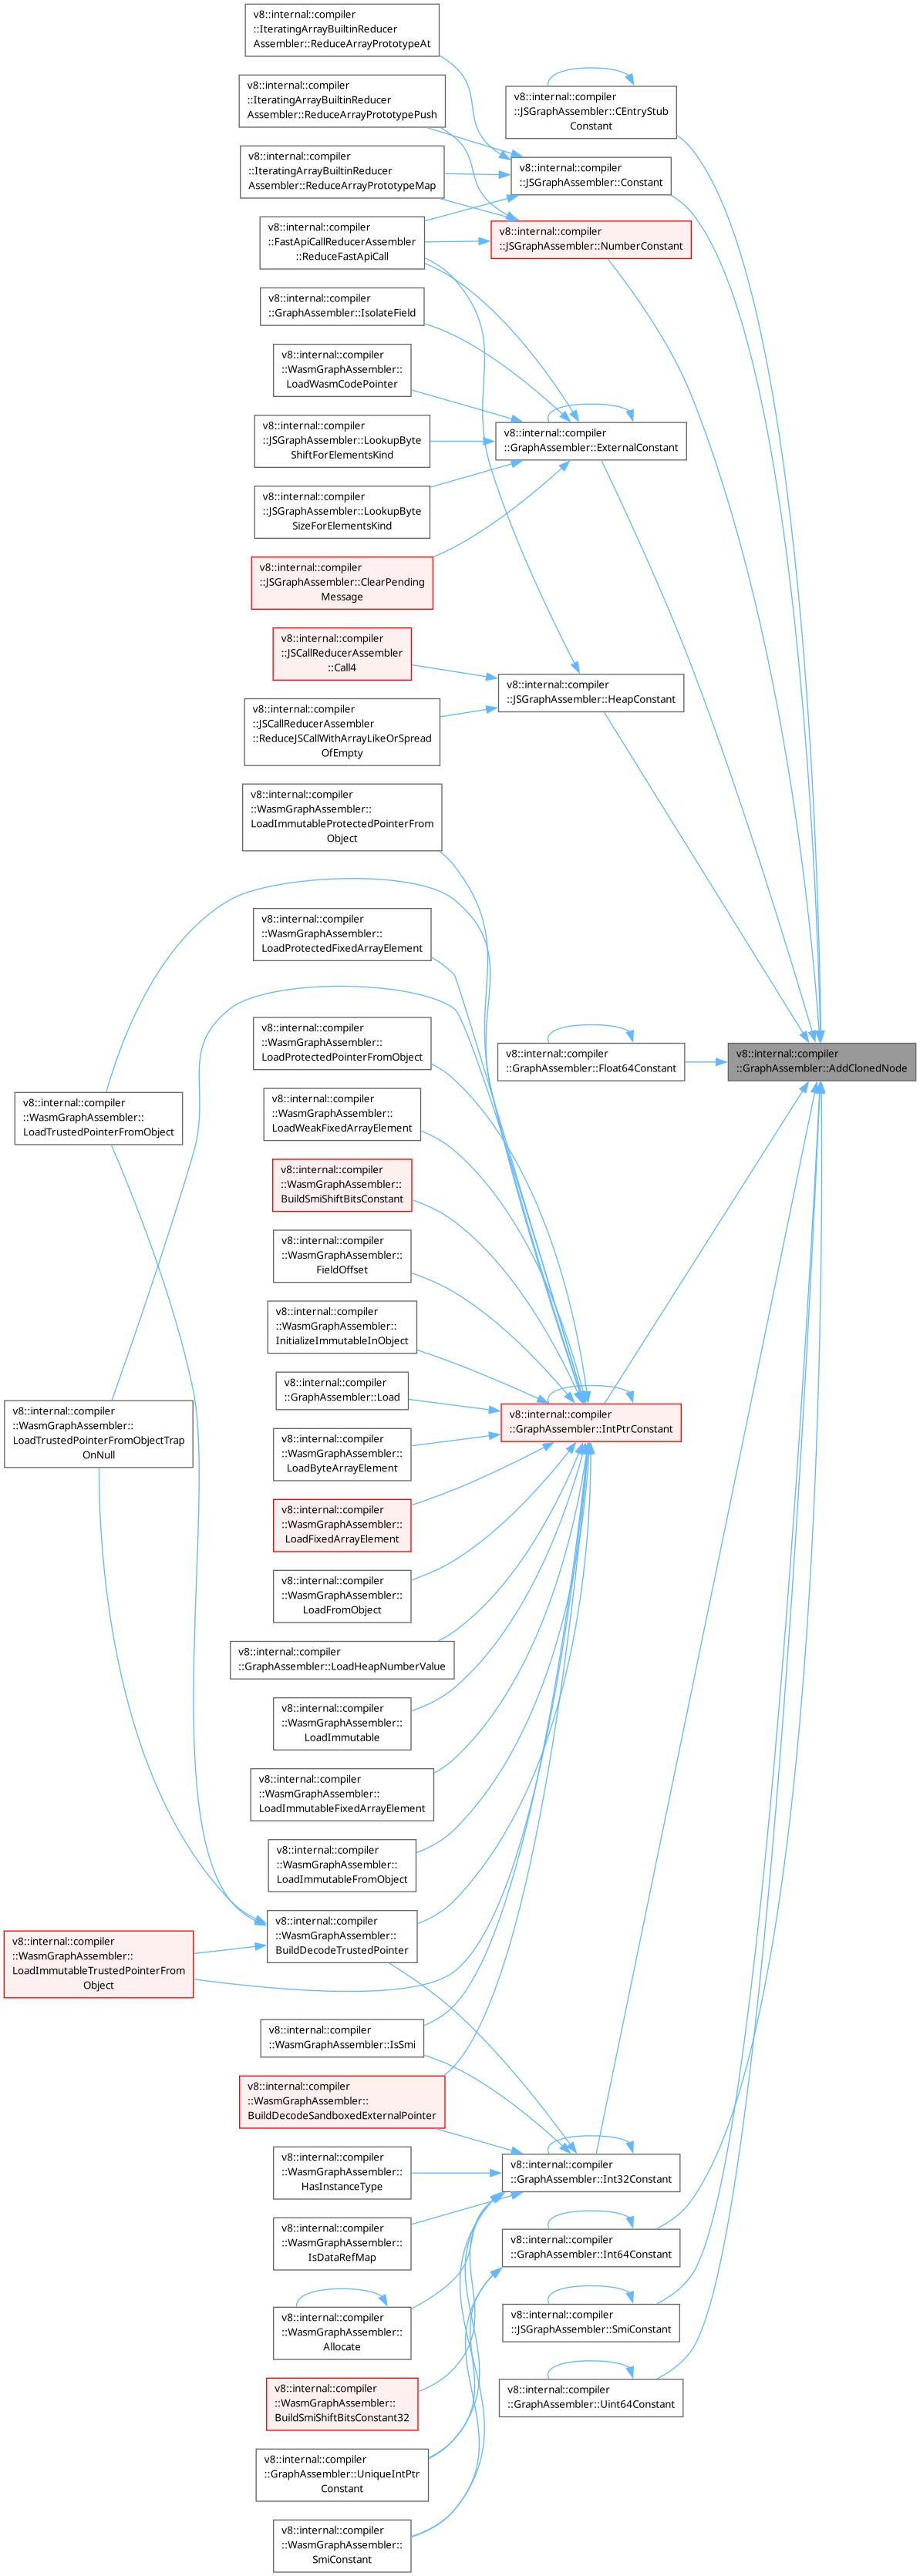 v8::internal::compiler
::IteratingArrayBuiltinReducer
Assembler::ReduceArrayPrototypeAt
v8::internal::compiler
::IteratingArrayBuiltinReducer
Assembler::ReduceArrayPrototypePush
v8::internal::compiler
::IteratingArrayBuiltinReducer
Assembler::ReduceArrayPrototypeMap
v8::internal::compiler
::FastApiCallReducerAssembler
::ReduceFastApiCall
v8::internal::compiler
::GraphAssembler::IsolateField
v8::internal::compiler
::WasmGraphAssembler::
LoadWasmCodePointer
v8::internal::compiler
::JSGraphAssembler::LookupByte
ShiftForElementsKind
v8::internal::compiler
::JSGraphAssembler::LookupByte
SizeForElementsKind
v8::internal::compiler
::JSGraphAssembler::ClearPending
Message
v8::internal::compiler
::JSCallReducerAssembler
::Call4
v8::internal::compiler
::JSCallReducerAssembler
::ReduceJSCallWithArrayLikeOrSpread
OfEmpty
v8::internal::compiler
::WasmGraphAssembler::
LoadImmutableProtectedPointerFrom
Object
v8::internal::compiler
::WasmGraphAssembler::
LoadProtectedFixedArrayElement
v8::internal::compiler
::WasmGraphAssembler::
LoadProtectedPointerFromObject
v8::internal::compiler
::WasmGraphAssembler::
LoadWeakFixedArrayElement
v8::internal::compiler
::WasmGraphAssembler::
BuildSmiShiftBitsConstant
v8::internal::compiler
::WasmGraphAssembler::
FieldOffset
v8::internal::compiler
::WasmGraphAssembler::
InitializeImmutableInObject
v8::internal::compiler
::GraphAssembler::Load
v8::internal::compiler
::WasmGraphAssembler::
LoadByteArrayElement
v8::internal::compiler
::WasmGraphAssembler::
LoadFixedArrayElement
v8::internal::compiler
::WasmGraphAssembler::
LoadFromObject
v8::internal::compiler
::GraphAssembler::LoadHeapNumberValue
v8::internal::compiler
::WasmGraphAssembler::
LoadImmutable
v8::internal::compiler
::WasmGraphAssembler::
LoadImmutableFixedArrayElement
v8::internal::compiler
::WasmGraphAssembler::
LoadImmutableFromObject
v8::internal::compiler
::WasmGraphAssembler::
BuildDecodeTrustedPointer
v8::internal::compiler
::WasmGraphAssembler::IsSmi
v8::internal::compiler
::WasmGraphAssembler::
BuildDecodeSandboxedExternalPointer
v8::internal::compiler
::WasmGraphAssembler::
HasInstanceType
v8::internal::compiler
::WasmGraphAssembler::
IsDataRefMap
v8::internal::compiler
::WasmGraphAssembler::
Allocate
v8::internal::compiler
::WasmGraphAssembler::
BuildSmiShiftBitsConstant32
v8::internal::compiler
::GraphAssembler::UniqueIntPtr
Constant
v8::internal::compiler
::WasmGraphAssembler::
SmiConstant
v8::internal::compiler
::WasmGraphAssembler::
LoadTrustedPointerFromObject
v8::internal::compiler
::WasmGraphAssembler::
LoadTrustedPointerFromObjectTrap
OnNull
v8::internal::compiler
::WasmGraphAssembler::
LoadImmutableTrustedPointerFrom
Object
v8::internal::compiler
::JSGraphAssembler::CEntryStub
Constant
v8::internal::compiler
::JSGraphAssembler::Constant
v8::internal::compiler
::JSGraphAssembler::NumberConstant
v8::internal::compiler
::GraphAssembler::ExternalConstant
v8::internal::compiler
::JSGraphAssembler::HeapConstant
v8::internal::compiler
::GraphAssembler::Float64Constant
v8::internal::compiler
::GraphAssembler::IntPtrConstant
v8::internal::compiler
::GraphAssembler::Int32Constant
v8::internal::compiler
::GraphAssembler::Int64Constant
v8::internal::compiler
::JSGraphAssembler::SmiConstant
v8::internal::compiler
::GraphAssembler::Uint64Constant
v8::internal::compiler
::GraphAssembler::AddClonedNode